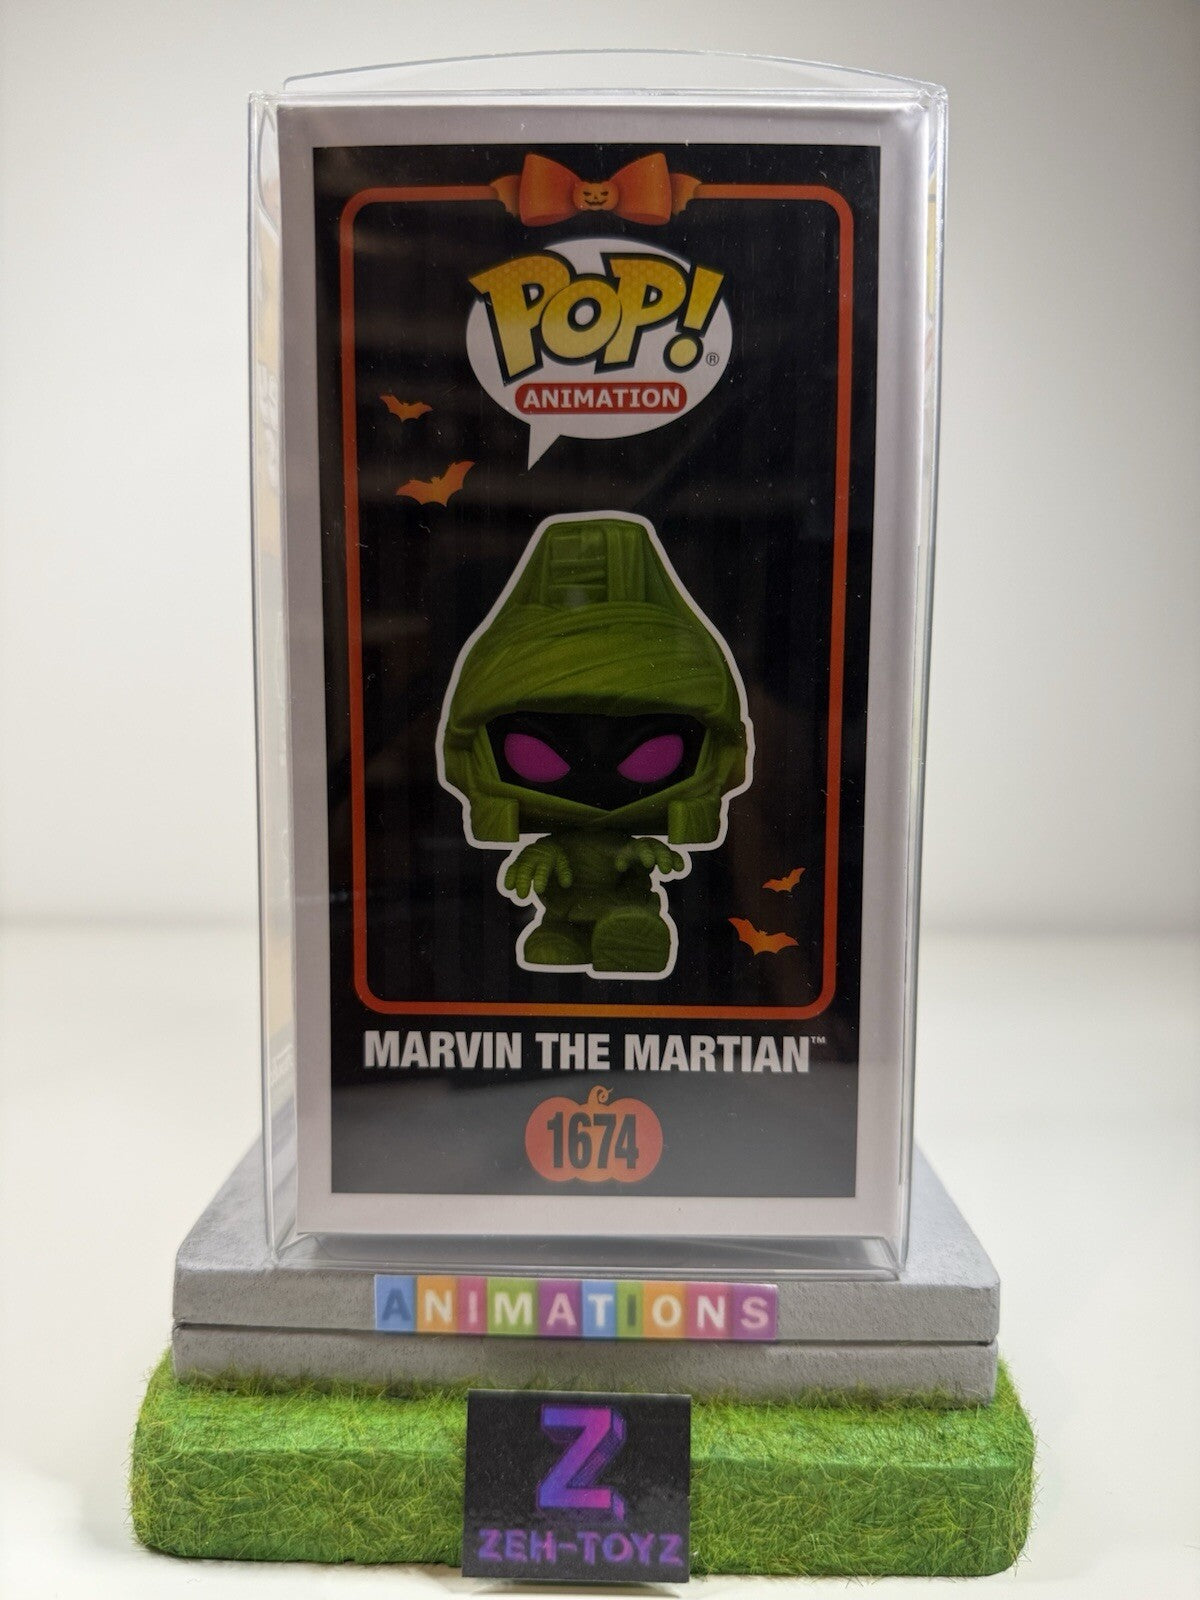 POP!®
ANIMATION
MARVIN THE MARTIAN™
1674
ANIMATIONS
Z
ZEH-TOYZ